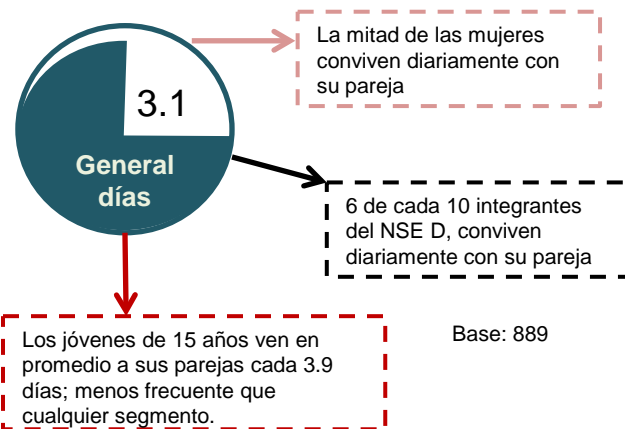 La mitad de las mujeres
conviven diariamente con
su pareja
3.1
General
días
6 de cada 10 integrantes
del NSE D, conviven
diariamente con su pareja
Los jóvenes de 15 años ven en
promedio a sus parejas cada 3.9
días; menos frecuente que
cualquier segmento.
Base: 889